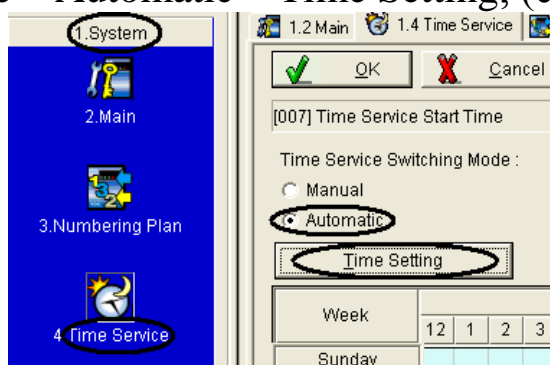 Automatic Time Setting, (
1.System
1.2 Main 1.4 Time Service
OK Cancel
2.Main
[007] Time Service Start Time
Time Service Switching Mode :
Manual
3.Numbering Plan
Automatic
Time Setting
Week
12 1 2 3
4.Time Service
Sunday